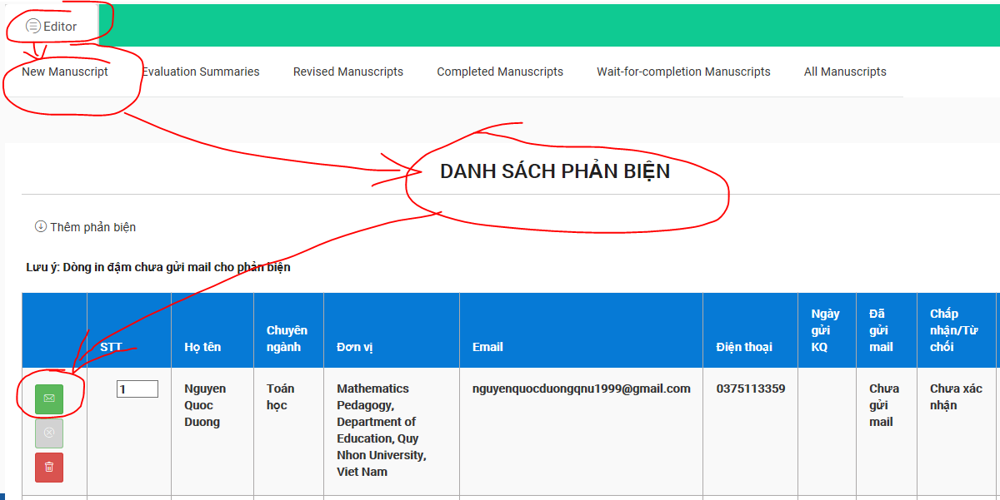 Editor
New Manuscript Evaluation Summaries Revised Manuscripts Completed Manuscripts Wait-for-completion Manuscripts All Manuscripts
DANH SÁCH PHẢN BIỆN
Thêm phản biện
Lưu ý: Dòng in đậm chưa gửi mail cho phản biện
STT
Họ tên
Chuyên
ngành
Đơn vị
Email
Điện thoại
Ngày
gửi
KQ
Đã
gửi
mail
Chấp
nhận/Từ
chối
1
Nguyen
Quoc
Duong
Toán
học
Mathematics
Pedagogy,
Department of
Education, Quy
Nhon University,
Viet Nam
nguyenquocduongqnu1999@gmail.com
0375113359
Chưa
gửi
mail
Chưa xác
nhận